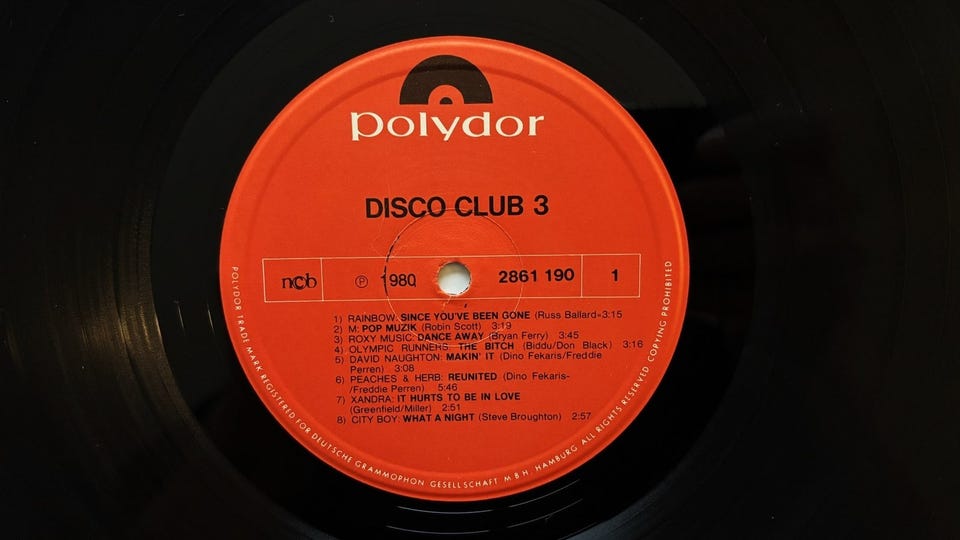 polydor
DISCO CLUB 3
ncb ℗ 1980 2861 190 1
1) RAINBOW: SINCE YOU'VE BEEN GONE (Russ Ballard-3:15
2) M: POP MUZIK (Robin Scott) 3:19
3) ROXY MUSIC: DANCE AWAY (Bryan Ferry) 3:45
4) OLYMPIC RUNNERS: THE BITCH (Biddu/Don Black) 3:16
5) DAVID NAUGHTON: MAKIN' IT (Dino Fekaris/Freddie
Perren) 3:08
6) PEACHES & HERB: REUNITED (Dino Fekaris-
/Freddie Perren) 5:46
7) XANDRA: IT HURTS TO BE IN LOVE
(Greenfield/Miller) 2:51
8) CITY BOY: WHAT A NIGHT (Steve Broughton) 2:57
POLYDOR TRADE MARK REGISTERED FOR DEUTSCHE GRAMMOPHON GESELLSCHAFT M B H HAMBURG ALL RIGHTS RESERVED COPYING PROHIBITED